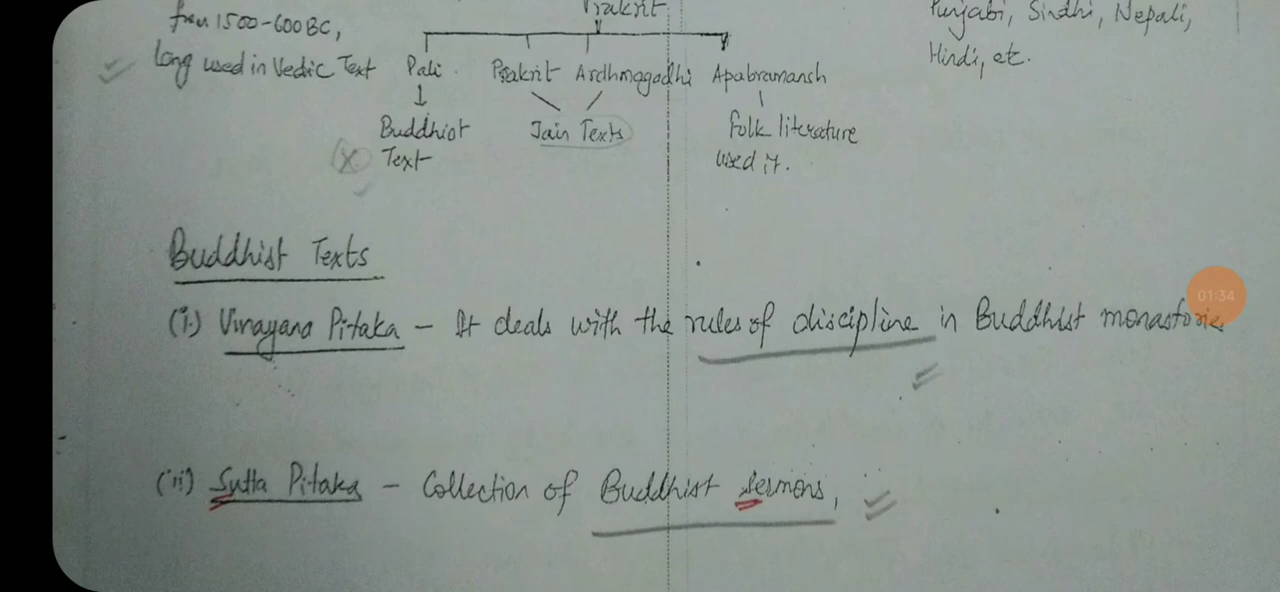 from 1500-600 BC,
Lang used in Vedic Text
Prakrit
Pali
Prakrit Ardhmagadhi Apabramansh
Buddhist
Text
Jain Texts
Folk literature
used it.
Punjabi, Sindhi, Nepali,
Hindi, etc.
Buddhist Texts
(i.) Vinayana Pitaka – It deals with the rules of discipline in Buddhist monastorie
01:34
(ii) Sutta Pitaka – Collection of Buddhist sermons,